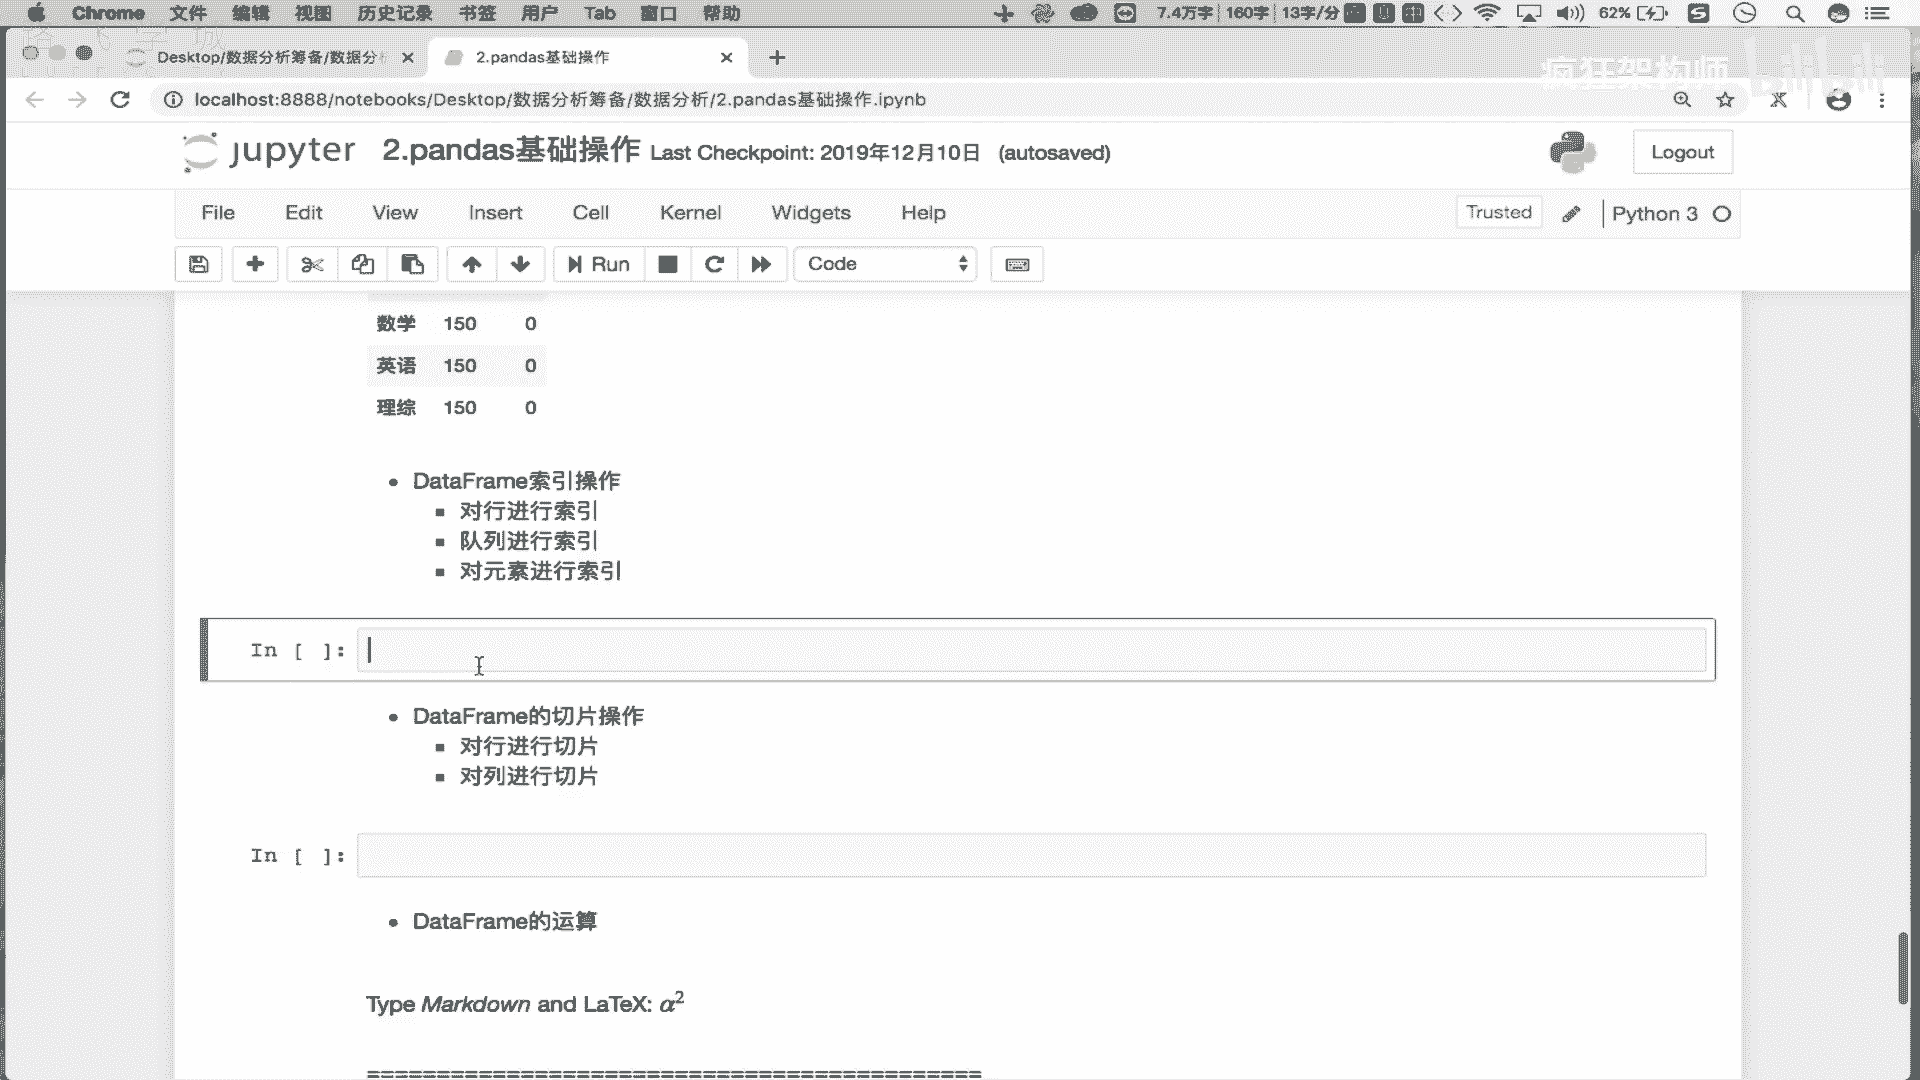 Chrome 文件 编辑 视图 历史记录 书签 用户 Tab 窗口 帮助 7.4万字 160字 13字/分 62%
Desktop/数据分析筹备/数据分
2.pandas基础操作
疯狂架构师 bilibili
localhost:8888/notebooks/Desktop/数据分析筹备/数据分析/2.pandas基础操作.ipynb
jupyter 2.pandas基础操作 Last Checkpoint: 2019年12月10日 (autosaved)
Logout
File Edit View Insert Cell Kernel Widgets Help Trusted Python 3
Run Code
数学 150 0
英语 150 0
理综 150 0
• DataFrame索引操作
▪ 对行进行索引
▪ 队列进行索引
▪ 对元素进行索引
In [ ]:
• DataFrame的切片操作
▪ 对行进行切片
▪ 对列进行切片
In [ ]:
• DataFrame的运算
Type Markdown and LaTeX: α²
============================================